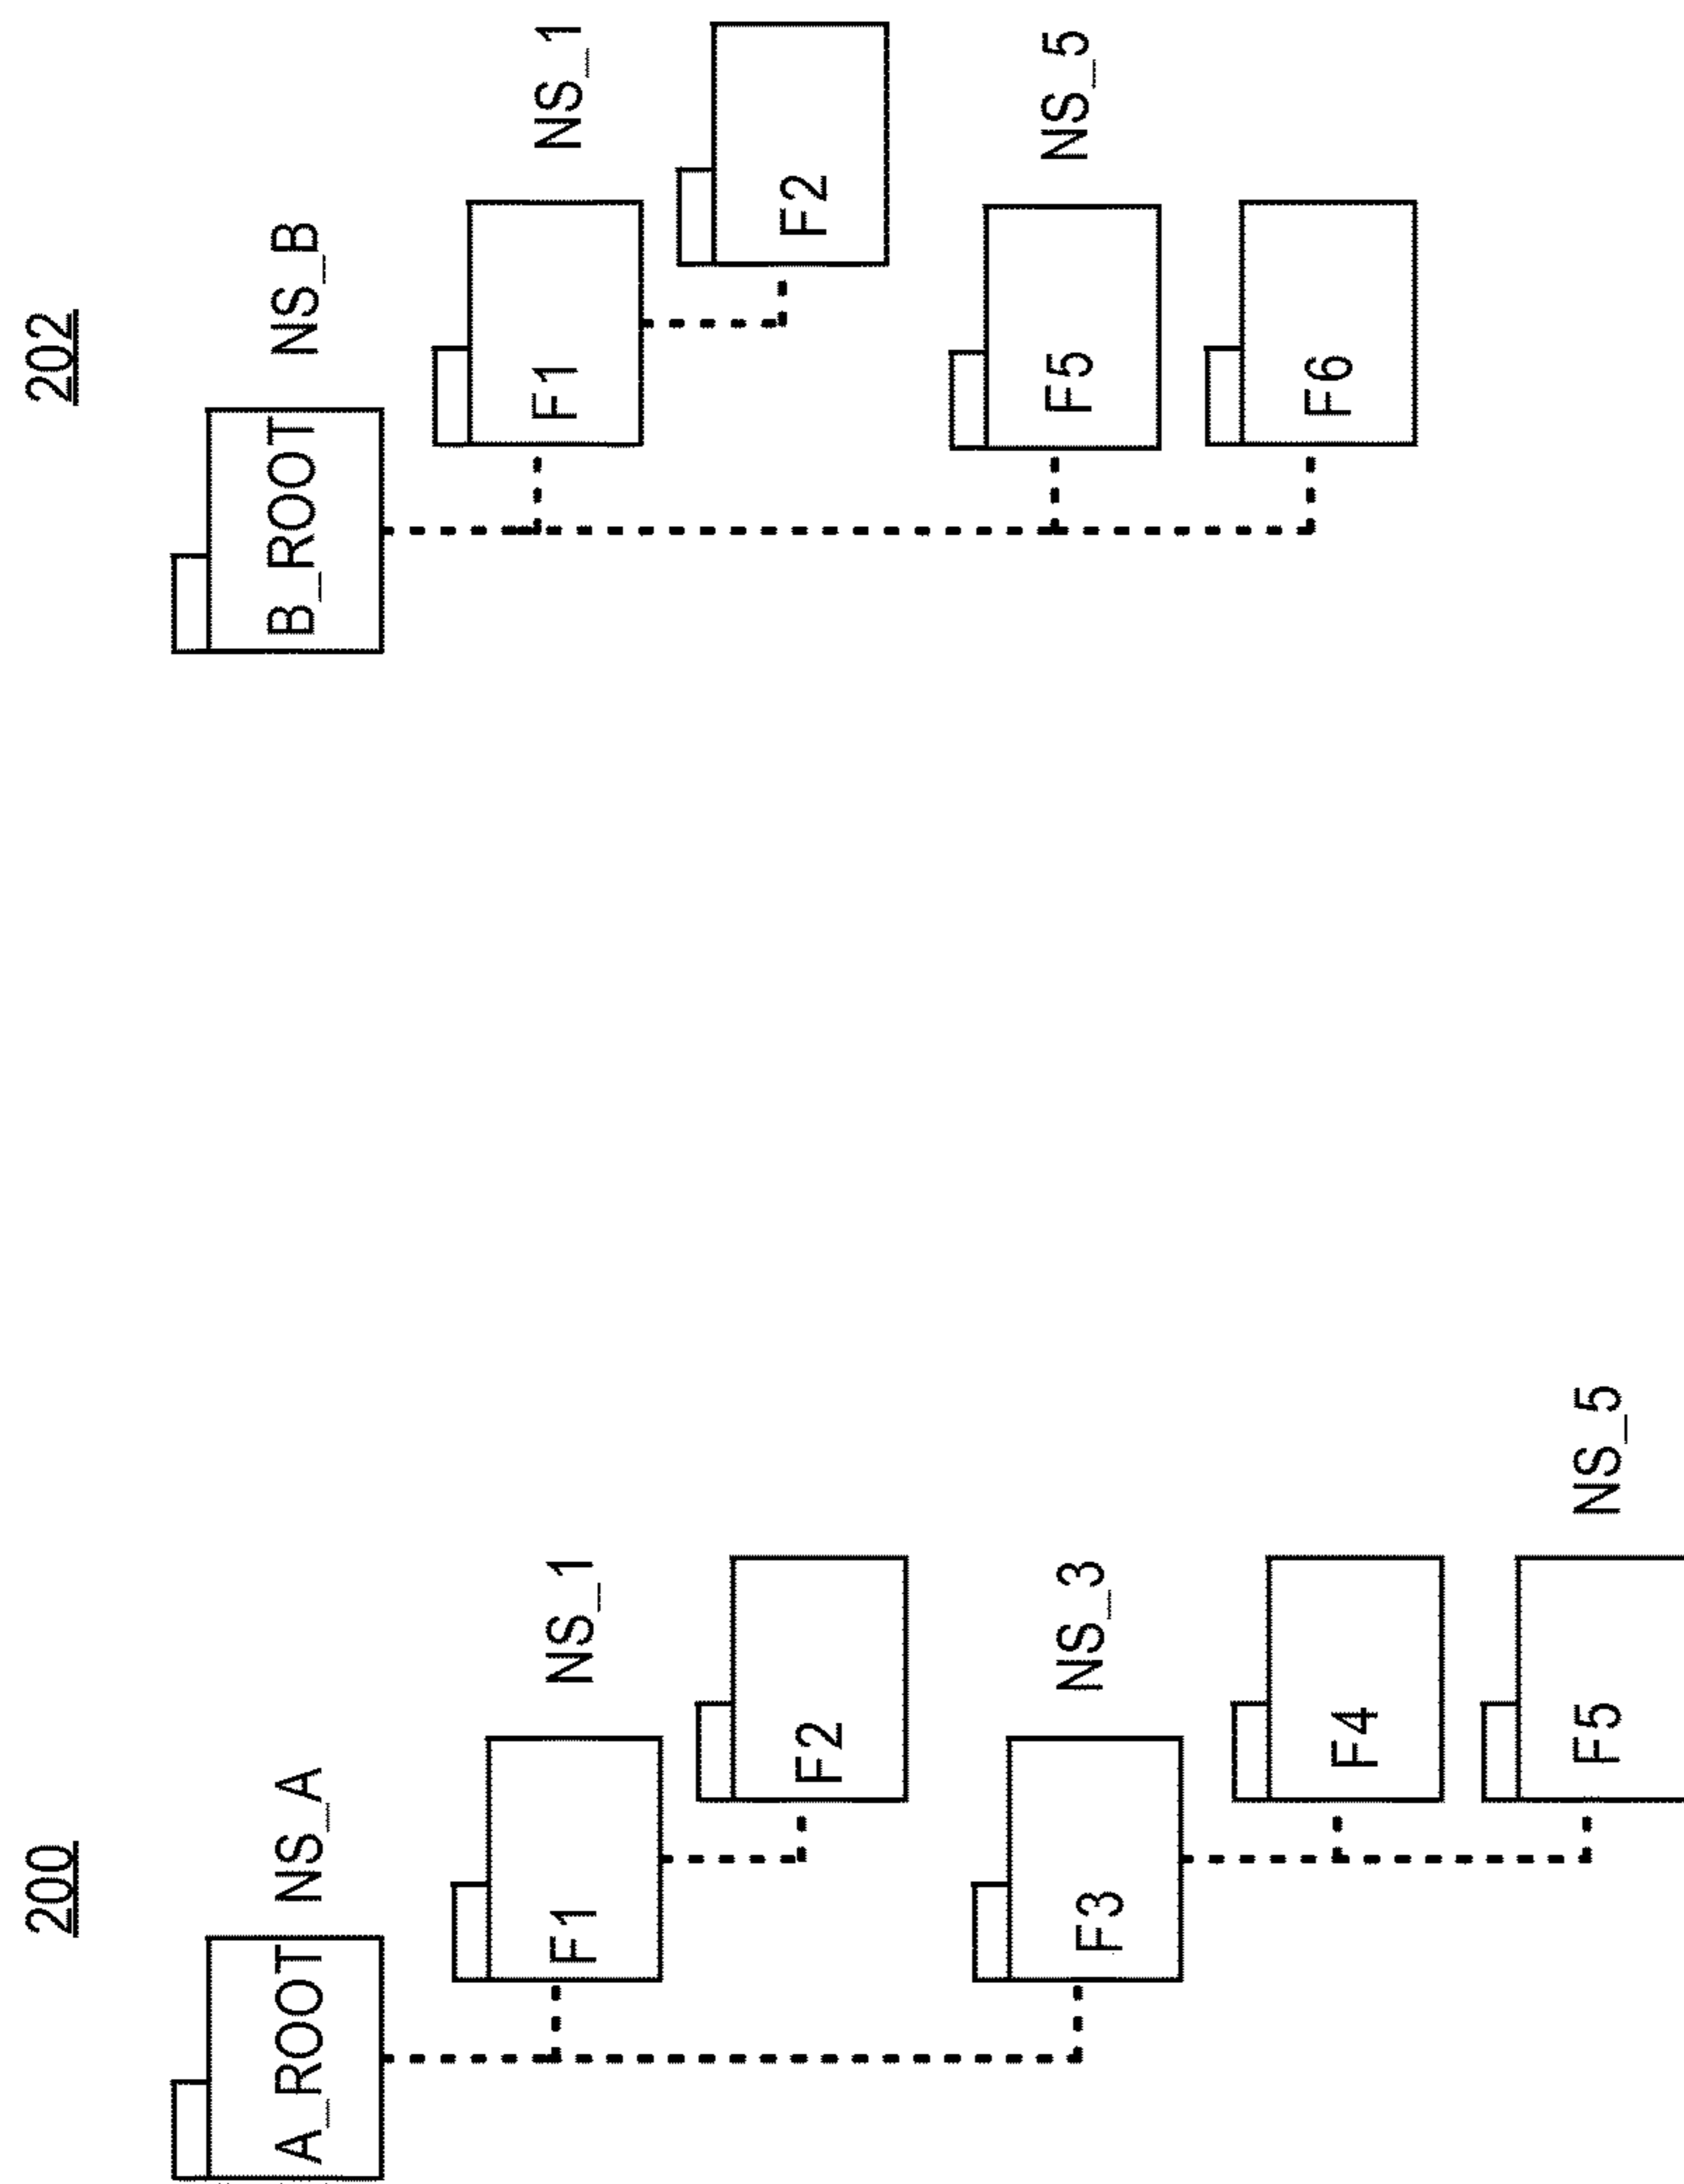 200
A_ROOT NS_A
F1 NS_1
F2
F3 NS_3
F4
F5 NS_5
202
B_ROOT NS_B
F1 NS_1
F2
F5 NS_5
F6